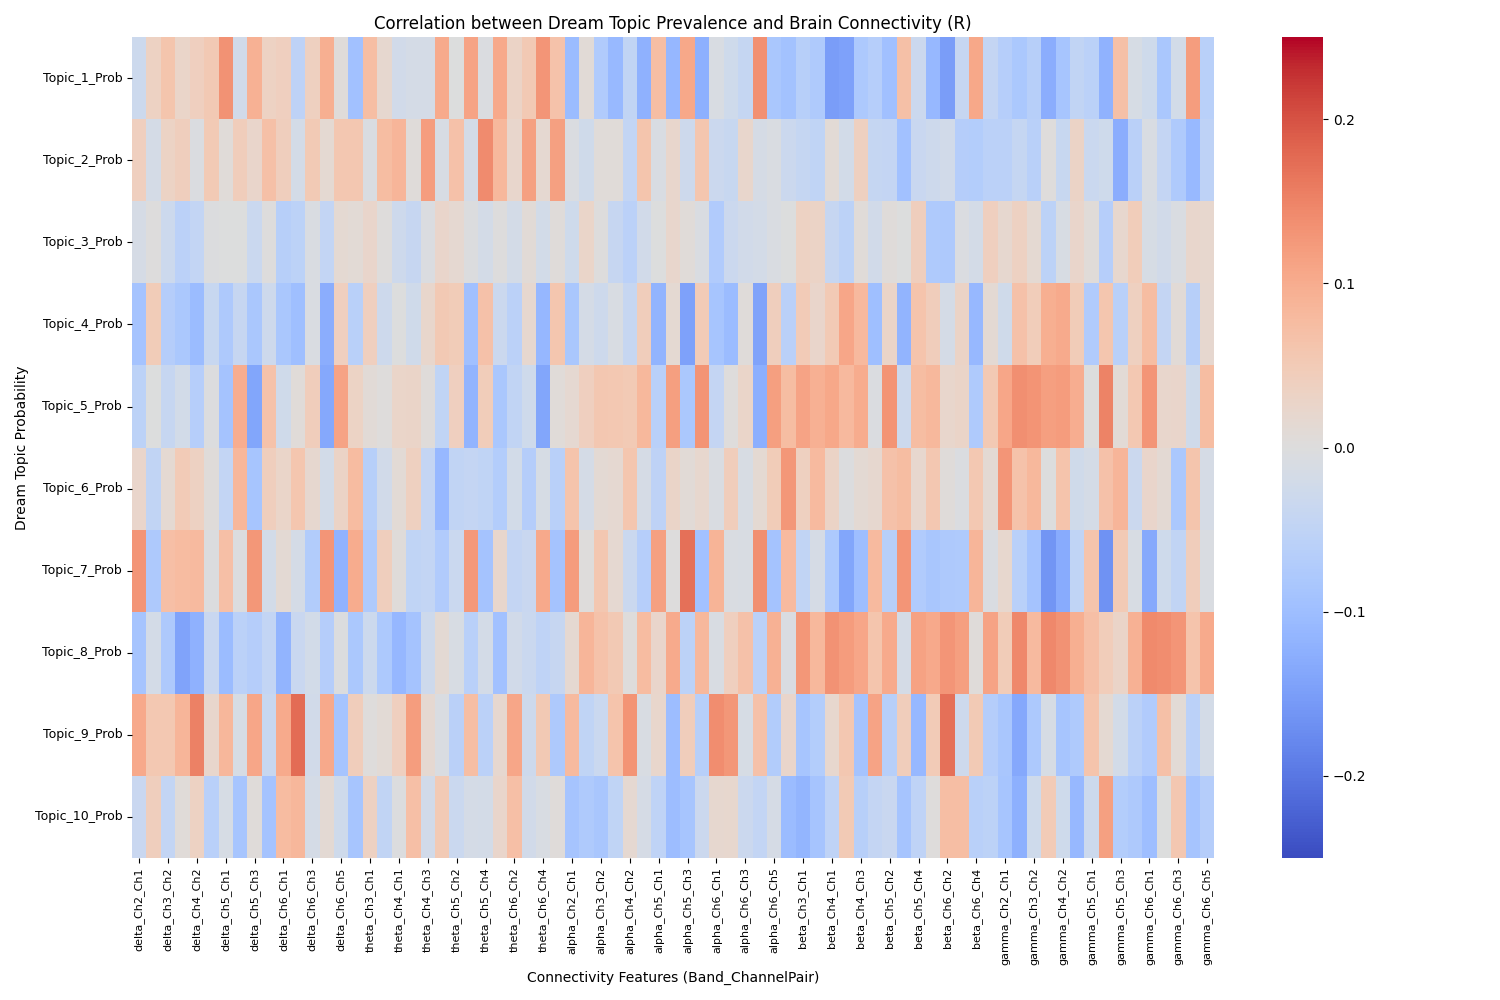 Correlation between Dream Topic Prevalence and Brain Connectivity (R)
Dream Topic Probability
Topic_1_Prob
Topic_2_Prob
Topic_3_Prob
Topic_4_Prob
Topic_5_Prob
Topic_6_Prob
Topic_7_Prob
Topic_8_Prob
Topic_9_Prob
Topic_10_Prob
delta_Ch2_Ch1
delta_Ch3_Ch2
delta_Ch4_Ch2
delta_Ch5_Ch1
delta_Ch5_Ch3
delta_Ch6_Ch1
delta_Ch6_Ch3
delta_Ch6_Ch5
theta_Ch3_Ch1
theta_Ch4_Ch1
theta_Ch4_Ch3
theta_Ch5_Ch2
theta_Ch5_Ch4
theta_Ch6_Ch2
theta_Ch6_Ch4
alpha_Ch2_Ch1
alpha_Ch3_Ch2
alpha_Ch4_Ch2
alpha_Ch5_Ch1
alpha_Ch5_Ch3
alpha_Ch6_Ch1
alpha_Ch6_Ch3
alpha_Ch6_Ch5
beta_Ch3_Ch1
beta_Ch4_Ch1
beta_Ch4_Ch3
beta_Ch5_Ch2
beta_Ch5_Ch4
beta_Ch6_Ch2
beta_Ch6_Ch4
gamma_Ch2_Ch1
gamma_Ch3_Ch2
gamma_Ch4_Ch2
gamma_Ch5_Ch1
gamma_Ch5_Ch3
gamma_Ch6_Ch1
gamma_Ch6_Ch3
gamma_Ch6_Ch5
Connectivity Features (Band_ChannelPair)
0.2
0.1
0.0
−0.1
−0.2